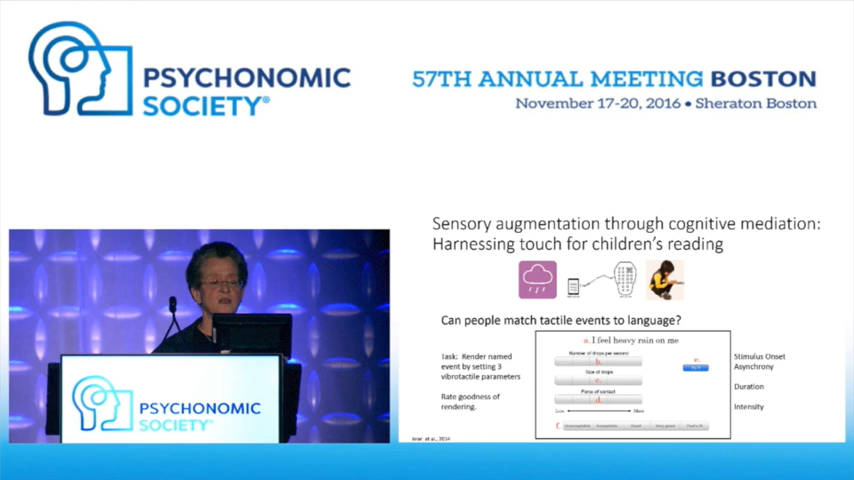 PSYCHONOMIC
SOCIETY®
57TH ANNUAL MEETING BOSTON
November 17-20, 2016 • Sheraton Boston
Sensory augmentation through cognitive mediation:
Harnessing touch for children's reading
Can people match tactile events to language?
Task: Render named
event by setting 3
vibrotactile parameters
Rate goodness of
rendering.
a. I feel heavy rain on me
Number of drops per second
b.
Size of drops
c.
Force of contact
d.
Less
More
e.
f.
Stimulus Onset
Asynchrony
Duration
Intensity
et al., 2014
PSYCHONOMIC
SOCIETY®